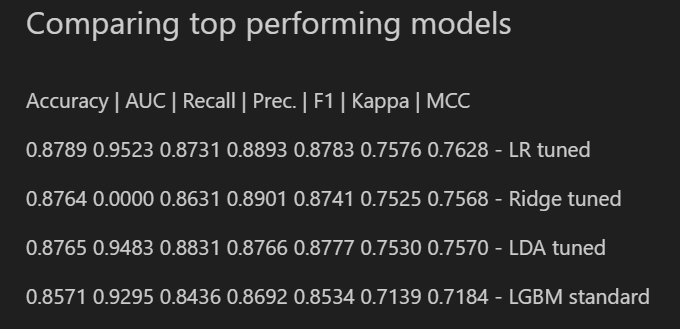 Comparing top performing models
Accuracy | AUC | Recall | Prec. | F1 | Kappa | MCC
0.8789 0.9523 0.8731 0.8893 0.8783 0.7576 0.7628 - LR tuned
0.8764 0.0000 0.8631 0.8901 0.8741 0.7525 0.7568 - Ridge tuned
0.8765 0.9483 0.8831 0.8766 0.8777 0.7530 0.7570 - LDA tuned
0.8571 0.9295 0.8436 0.8692 0.8534 0.7139 0.7184 - LGBM standard